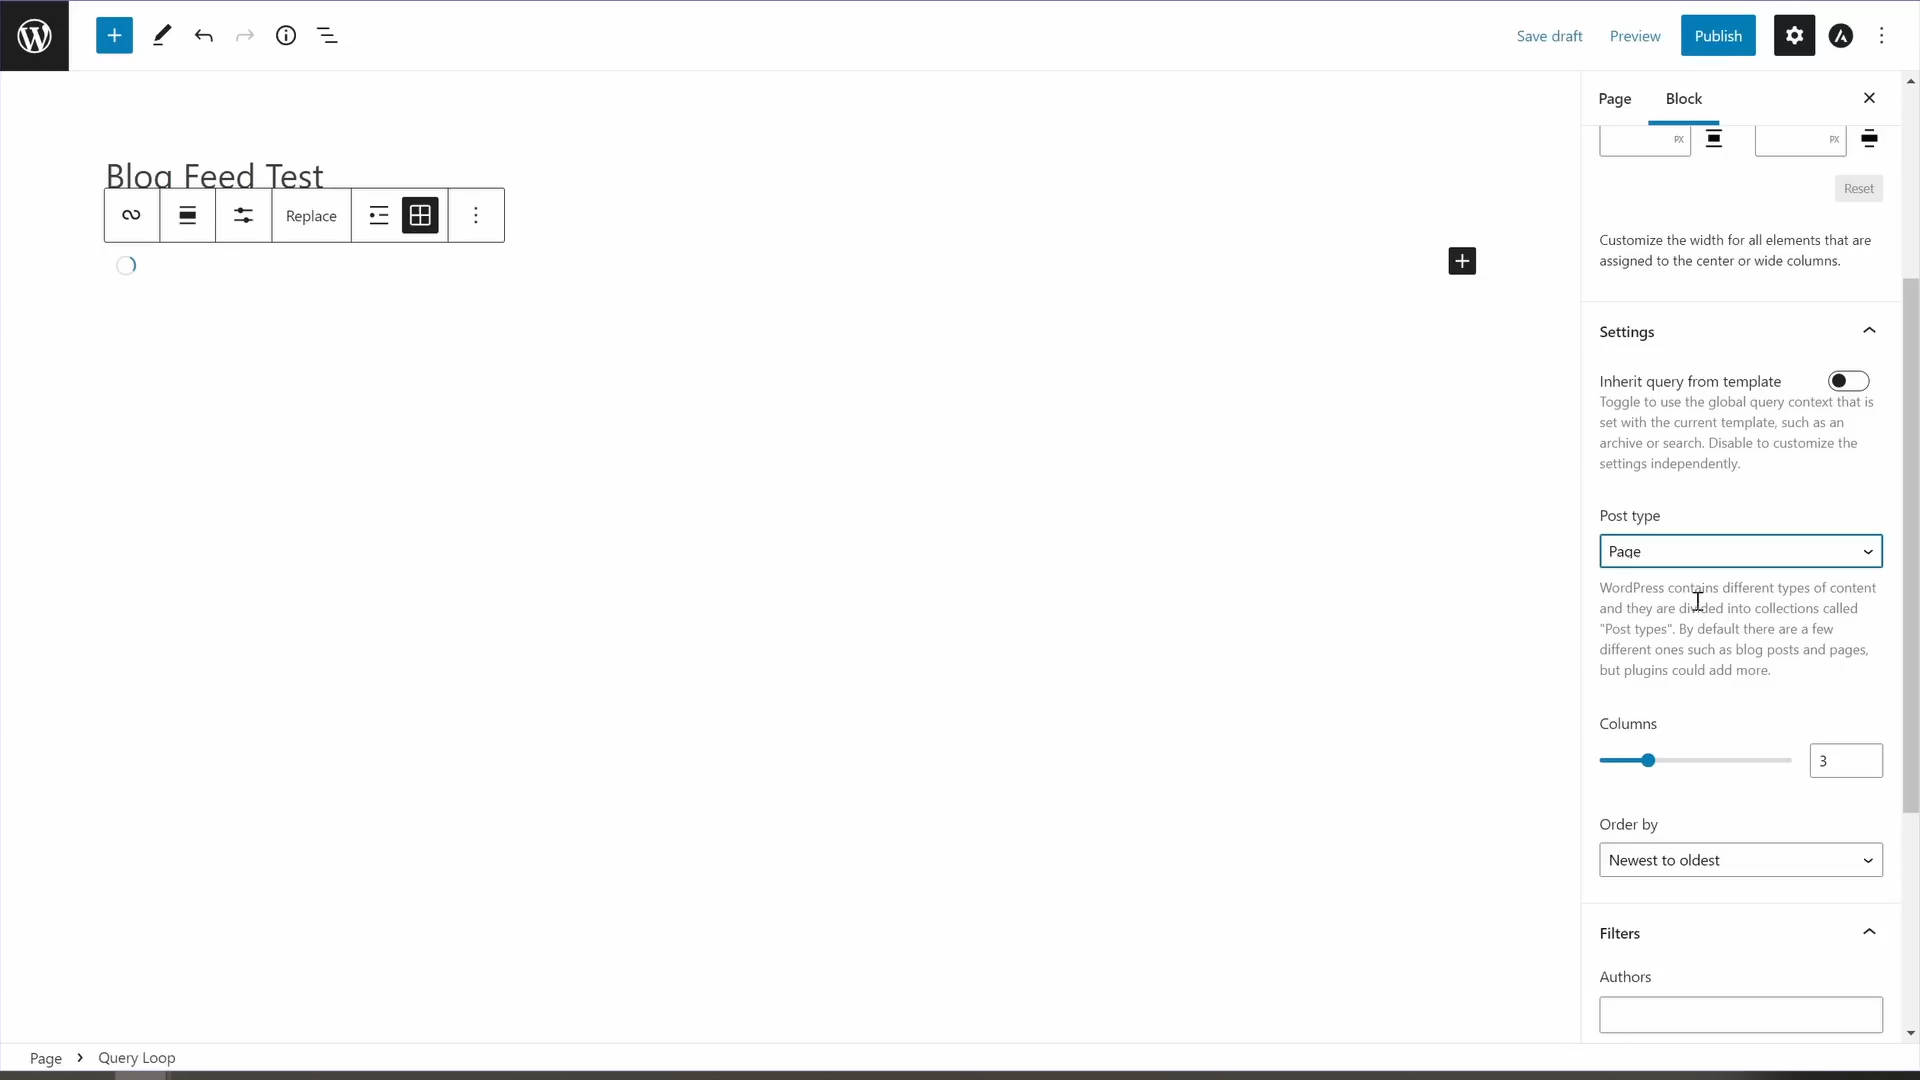 Save draft
Preview
Publish
Page
Block
Blog Feed Test
Replace
PX
PX
Reset
Customize the width for all elements that are
assigned to the center or wide columns.
Settings
Inherit query from template
Toggle to use the global query context that is
set with the current template, such as an
archive or search. Disable to customize the
settings independently.
Post type
Page
WordPress contains different types of content
and they are divided into collections called
"Post types". By default there are a few
different ones such as blog posts and pages,
but plugins could add more.
Columns
3
Order by
Newest to oldest
Filters
Authors
Page
Query Loop